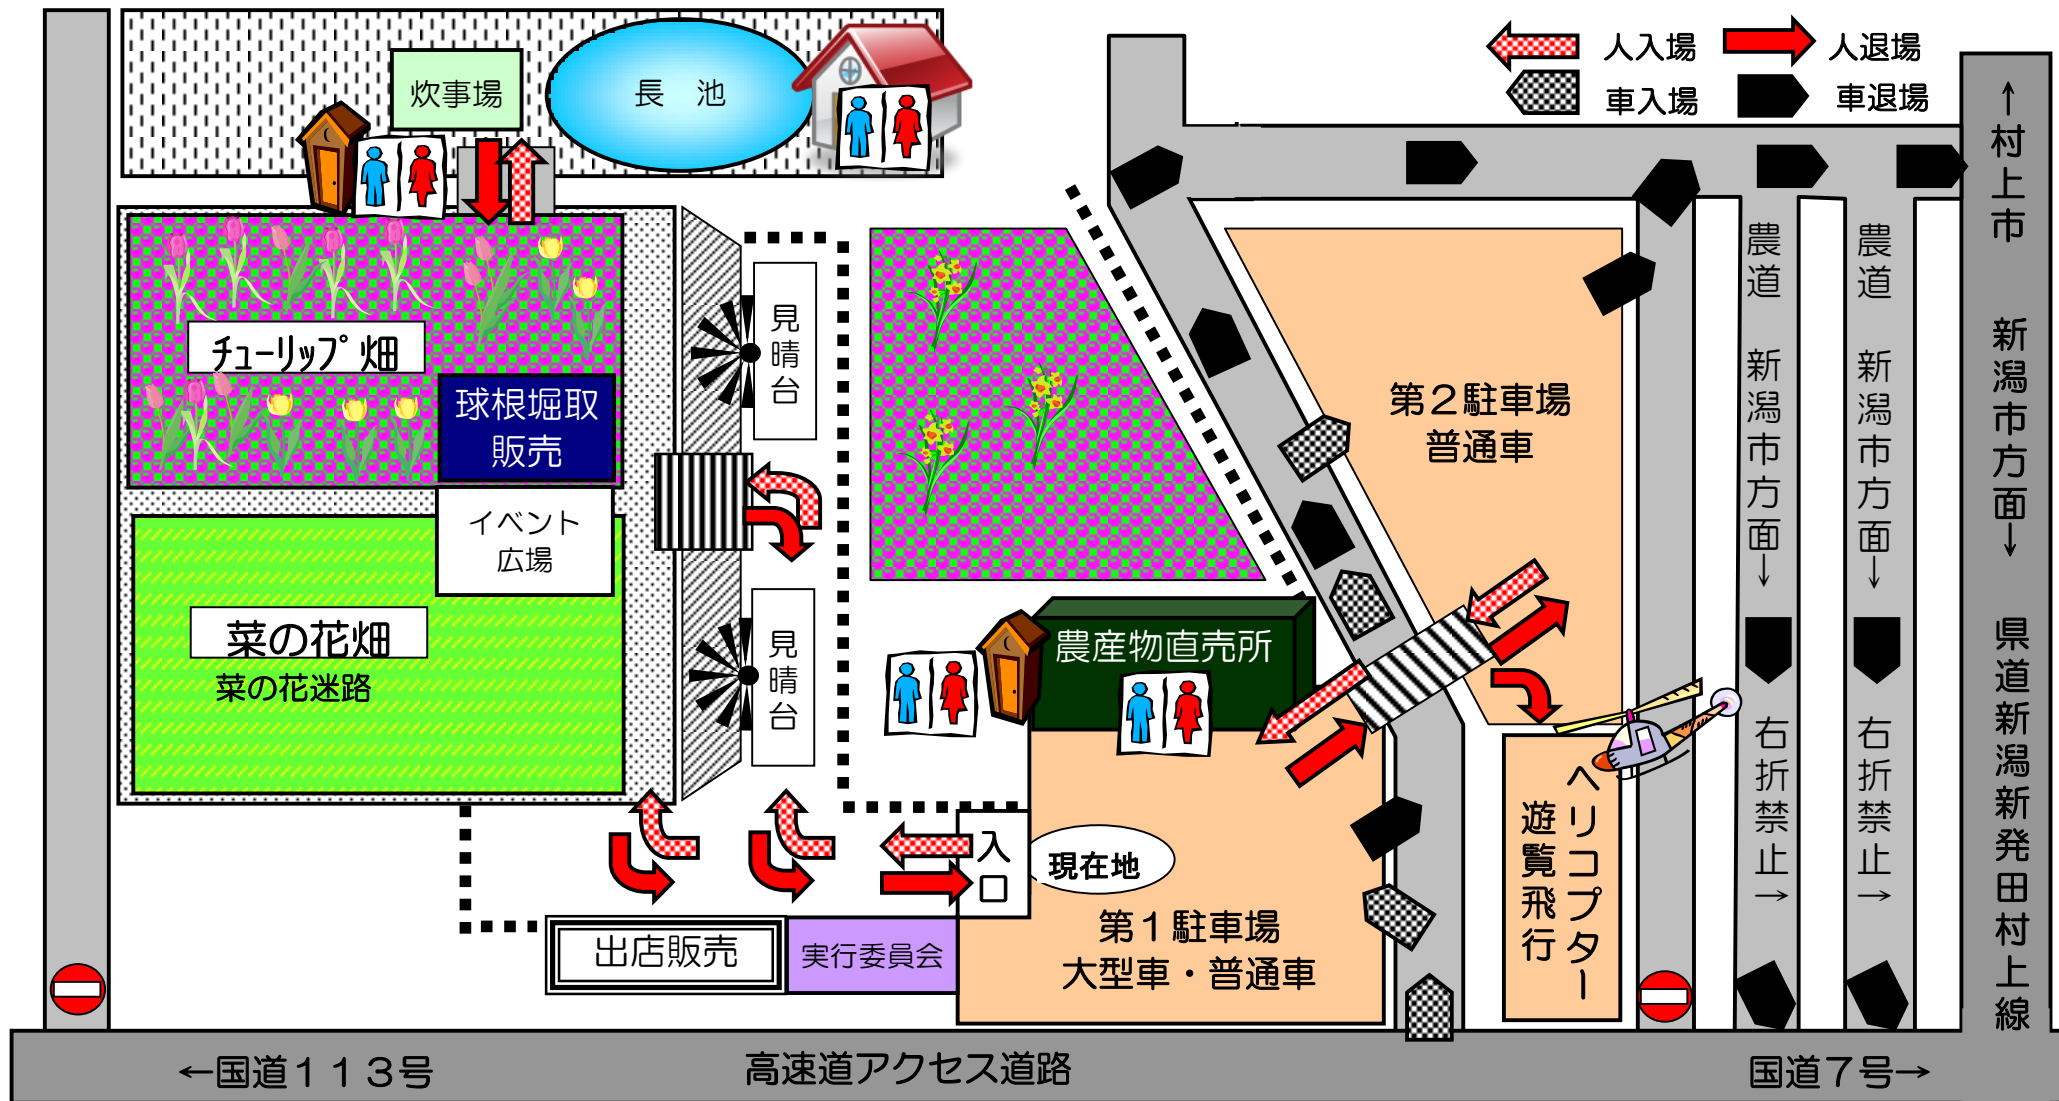 人入場
人退場
車入場
車退場
炊事場
長　池
↑村上市　新潟市方面↓　県道新潟新発田村上線
農道　新潟市方面↓
農道　新潟市方面↓
見晴台
チューリップ畑
球根堀取
販売
第２駐車場
普通車
イベント
広場
菜の花畑
菜の花迷路
見晴台
農産物直売所
右折禁止→
右折禁止→
ヘリコプター
遊覧飛行
入口
現在地
第１駐車場
大型車・普通車
出店販売
実行委員会
←国道１１３号
高速道アクセス道路
国道７号→